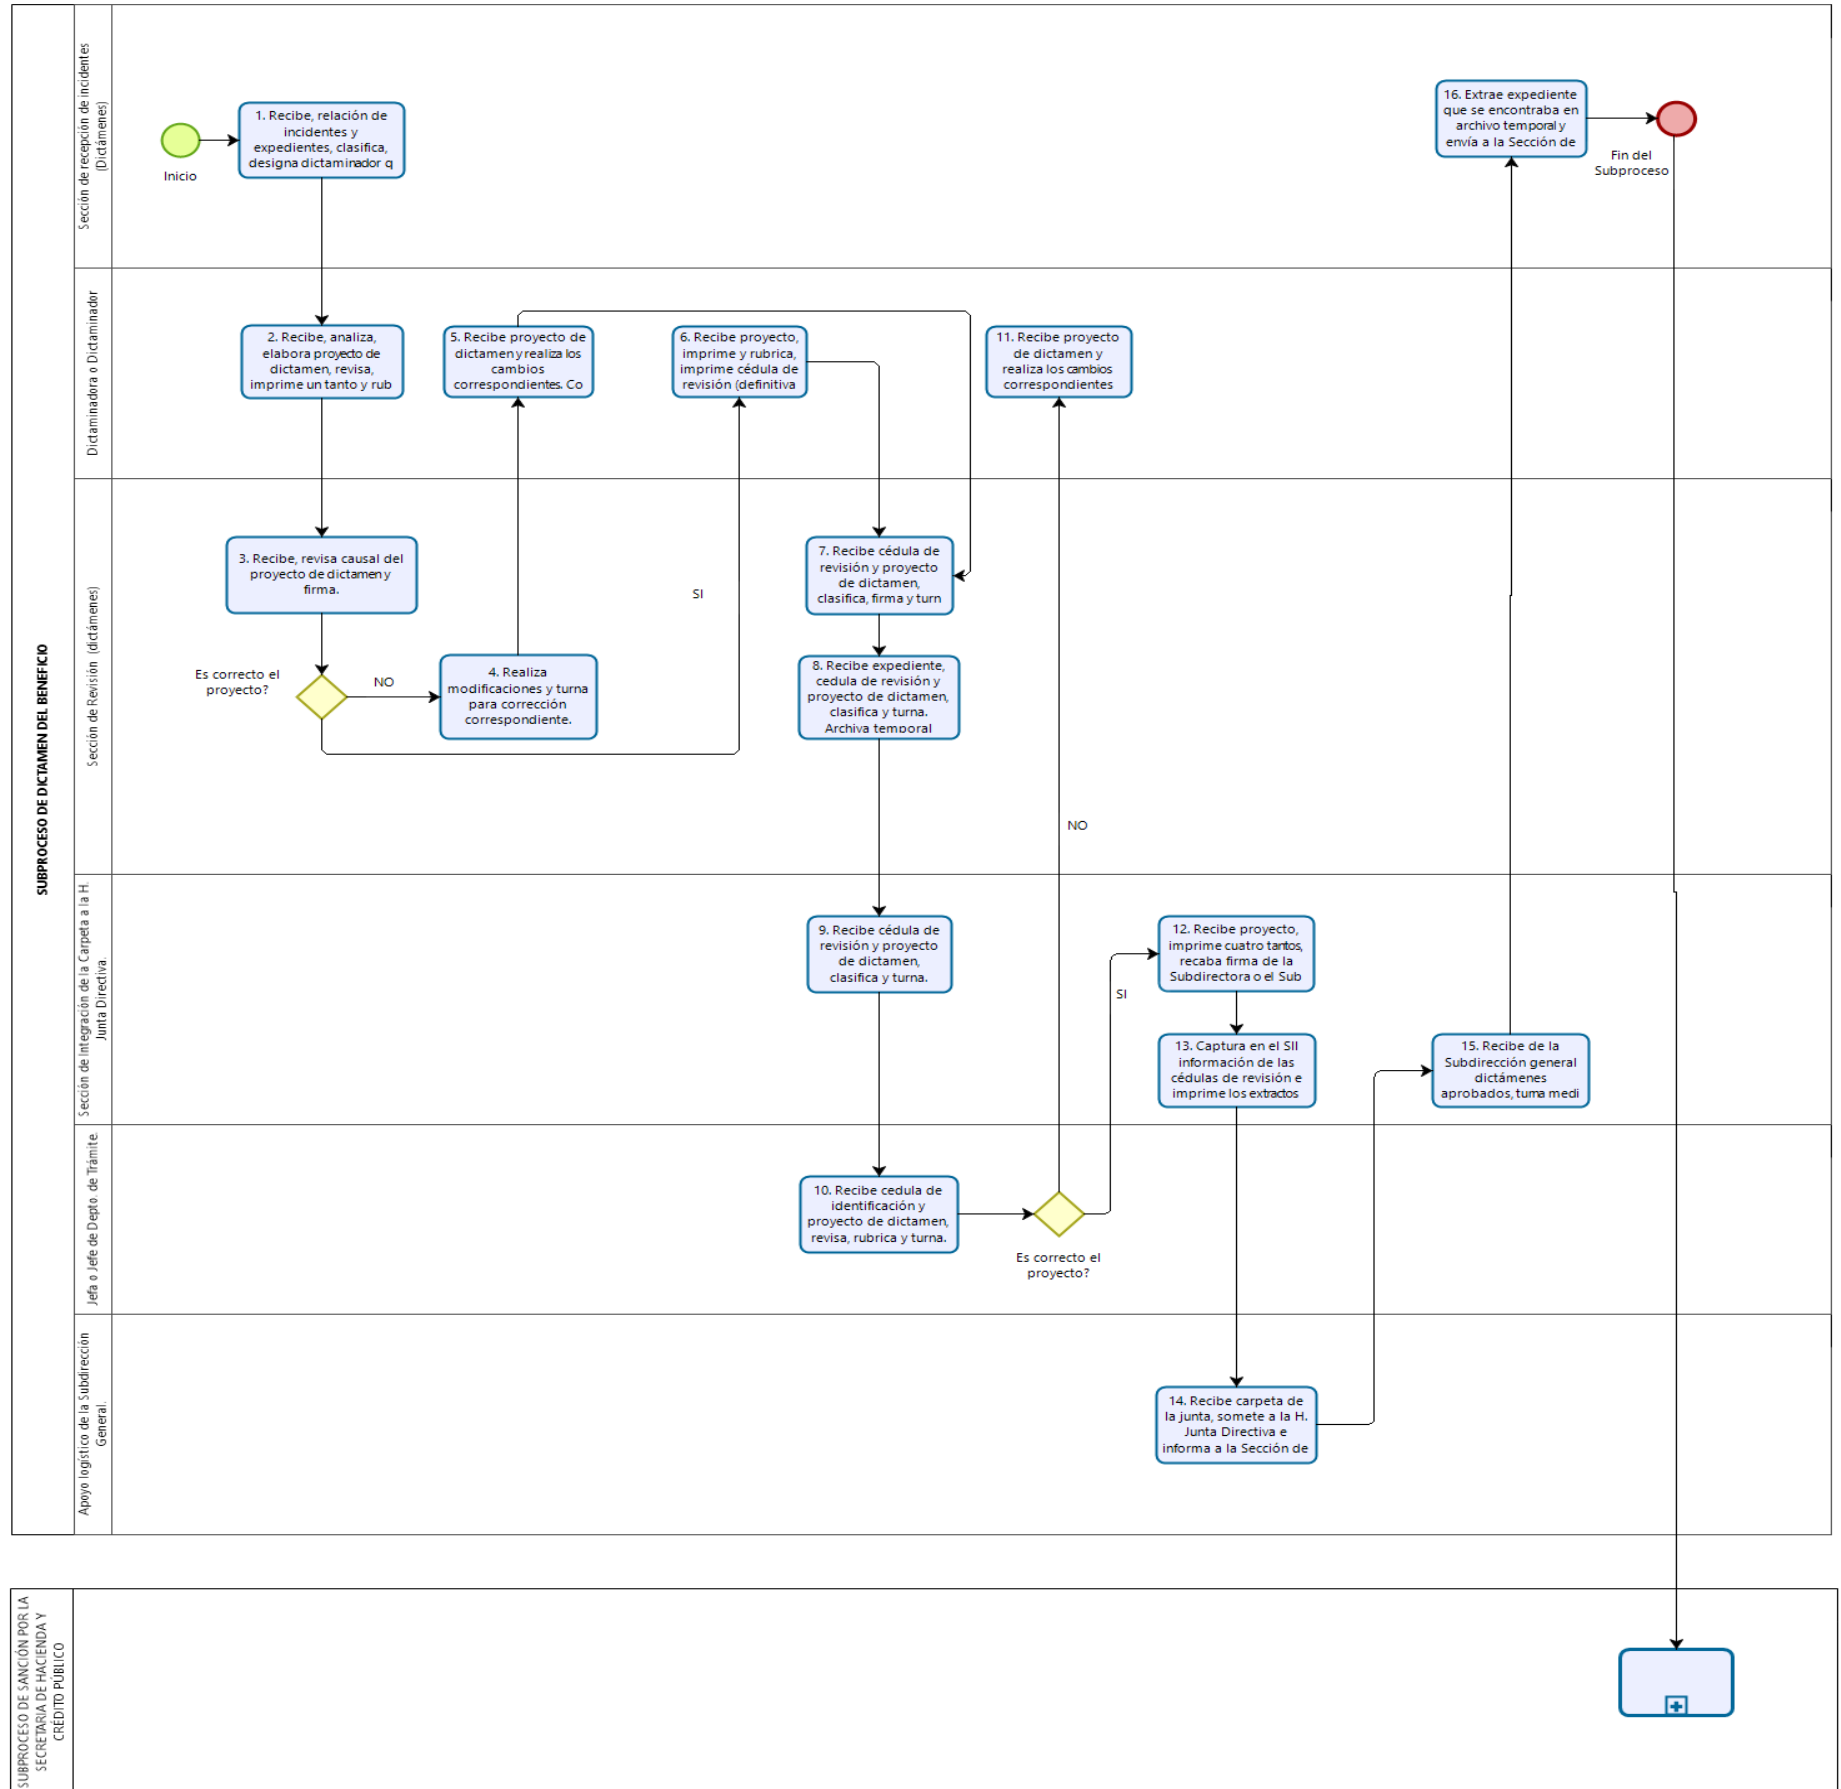 SUBPROCESO DE DICTAMEN DEL BENEFICIO
Sección de recepción de incidentes
(Dictámenes)
Inicio
1. Recibe, relación de
incidentes y
expedientes, clasifica,
designa dictaminador q
16. Extrae expediente
que se encontraba en
archivo temporal y
envía a la Sección de
Fin del
Subproceso
Dictaminadora o Dictaminador
2. Recibe, analiza,
elabora proyecto de
dictamen, revisa,
imprime un tanto y rub
5. Recibe proyecto de
dictamen y realiza los
cambios
correspondientes. Co
6. Recibe proyecto,
imprime y rubrica,
imprime cédula de
revisión (definitiva
11. Recibe proyecto
de dictamen y
realiza los cambios
correspondientes
Sección de Revisión (dictámenes)
3. Recibe, revisa causal del
proyecto de dictamen y
firma.
Es correcto el
proyecto?
NO
4. Realiza
modificaciones y turna
para corrección
correspondiente.
SI
7. Recibe cédula de
revisión y proyecto
de dictamen,
clasifica, firma y turn
8. Recibe expediente,
cedula de revisión y
proyecto de dictamen,
clasifica y turna.
Archiva temporal
NO
Sección de Integración de la Carpeta a la H.
Junta Directiva.
9. Recibe cédula de
revisión y proyecto
de dictamen,
clasifica y turna.
SI
12. Recibe proyecto,
imprime cuatro tantos,
recaba firma de la
Subdirectora o el Sub
13. Captura en el SII
información de las
cédulas de revisión e
imprime los extractos
15. Recibe de la
Subdirección general
dictámenes
aprobados, turna medi
Jefa o Jefe de Depto. de Trámite.
10. Recibe cedula de
identificación y
proyecto de dictamen,
revisa, rubrica y turna.
Es correcto el
proyecto?
Apoyo logístico de la Subdirección
General.
14. Recibe carpeta de
la junta, somete a la H.
Junta Directiva e
informa a la Sección de
SUBPROCESO DE SANCIÓN POR LA
SECRETARIA DE HACIENDA Y
CRÉDITO PÚBLICO